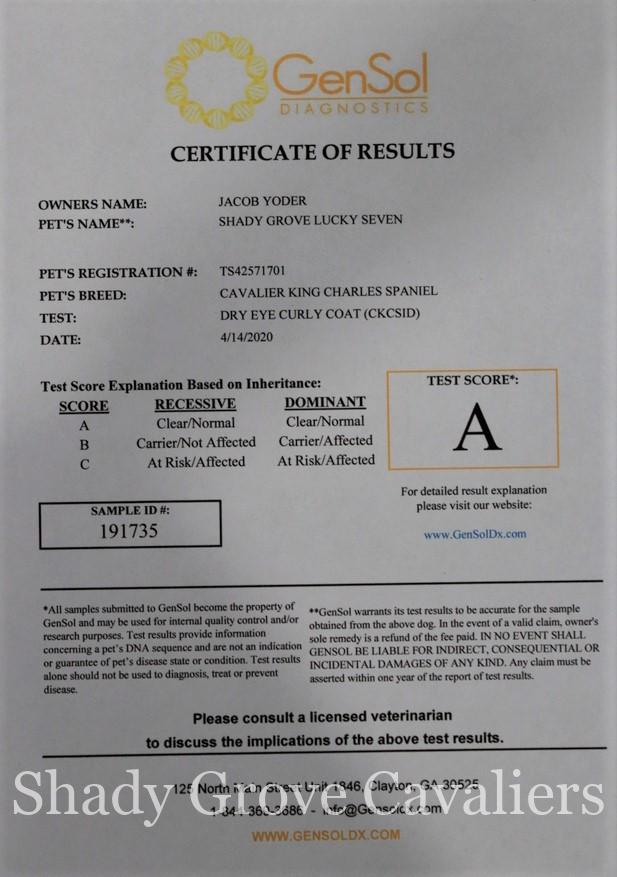 GenSol
DIAGNOSTICS
CERTIFICATE OF RESULTS
OWNERS NAME: JACOB YODER
PET'S NAME**: SHADY GROVE LUCKY SEVEN
PET'S REGISTRATION #: TS42571701
PET'S BREED: CAVALIER KING CHARLES SPANIEL
TEST: DRY EYE CURLY COAT (CKCSID)
DATE: 4/14/2020
Test Score Explanation Based on Inheritance:
SCORE RECESSIVE DOMINANT
A Clear/Normal Clear/Normal
B Carrier/Not Affected Carrier/Affected
C At Risk/Affected At Risk/Affected
TEST SCORE*:
A
For detailed result explanation
please visit our website:
www.GenSolDx.com
SAMPLE ID #:
191735
*All samples submitted to GenSol become the property of
GenSol and may be used for internal quality control and/or
research purposes. Test results provide information
concerning a pet's DNA sequence and are not an indication
or guarantee of pet's disease state or condition. Test results
alone should not be used to diagnosis, treat or prevent
disease.
**GenSol warrants its test results to be accurate for the sample
obtained from the above dog. In the event of a valid claim, owner's
sole remedy is a refund of the fee paid. IN NO EVENT SHALL
GENSOL BE LIABLE FOR INDIRECT, CONSEQUENTIAL OR
INCIDENTAL DAMAGES OF ANY KIND. Any claim must be
asserted within one year of the report of test results.
Please consult a licensed veterinarian
to discuss the implications of the above test results.
125 North Main Street Unit 1846, Clayton, GA 30525
Shady Grove Cavaliers
- info@Gensoldx.com
WWW.GENSOLDX.COM